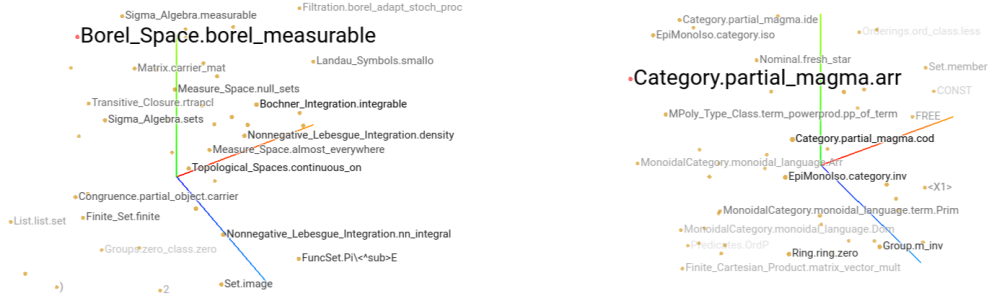 Sigma_Algebra.measurable
Filtration.borel_adapt_stoch_proc
Borel_Space.borel_measurable
Matrix.carrier_mat
Landau_Symbols.smallo
Measure_Space.null_sets
Transitive_Closure.rtrancl
Bochner_Integration.integrable
Sigma_Algebra.sets
Nonnegative_Lebesgue_Integration.density
Measure_Space.almost_everywhere
Topological_Spaces.continuous_on
Congruence.partial_object.carrier
List.list.set
Finite_Set.finite
Nonnegative_Lebesgue_Integration.nn_integral
Groups.zero_class.zero
FuncSet.Pi\<^sub>E
)
2
Set.image
Category.partial_magma.ide
EpiMonoIso.category.iso
Orderings.ord_class.less
Nominal.fresh_star
Set.member
Category.partial_magma.arr
CONST
MPoly_Type_Class.term_powerprod.pp_of_term
FREE
Category.partial_magma.cod
MonoidalCategory.monoidal_language.Arr
EpiMonoIso.category.inv
<X1>
MonoidalCategory.monoidal_language.term.Prim
MonoidalCategory.monoidal_language.Dom
Predicates.OrdP
Group.m_inv
Ring.ring.zero
Finite_Cartesian_Product.matrix_vector_mult